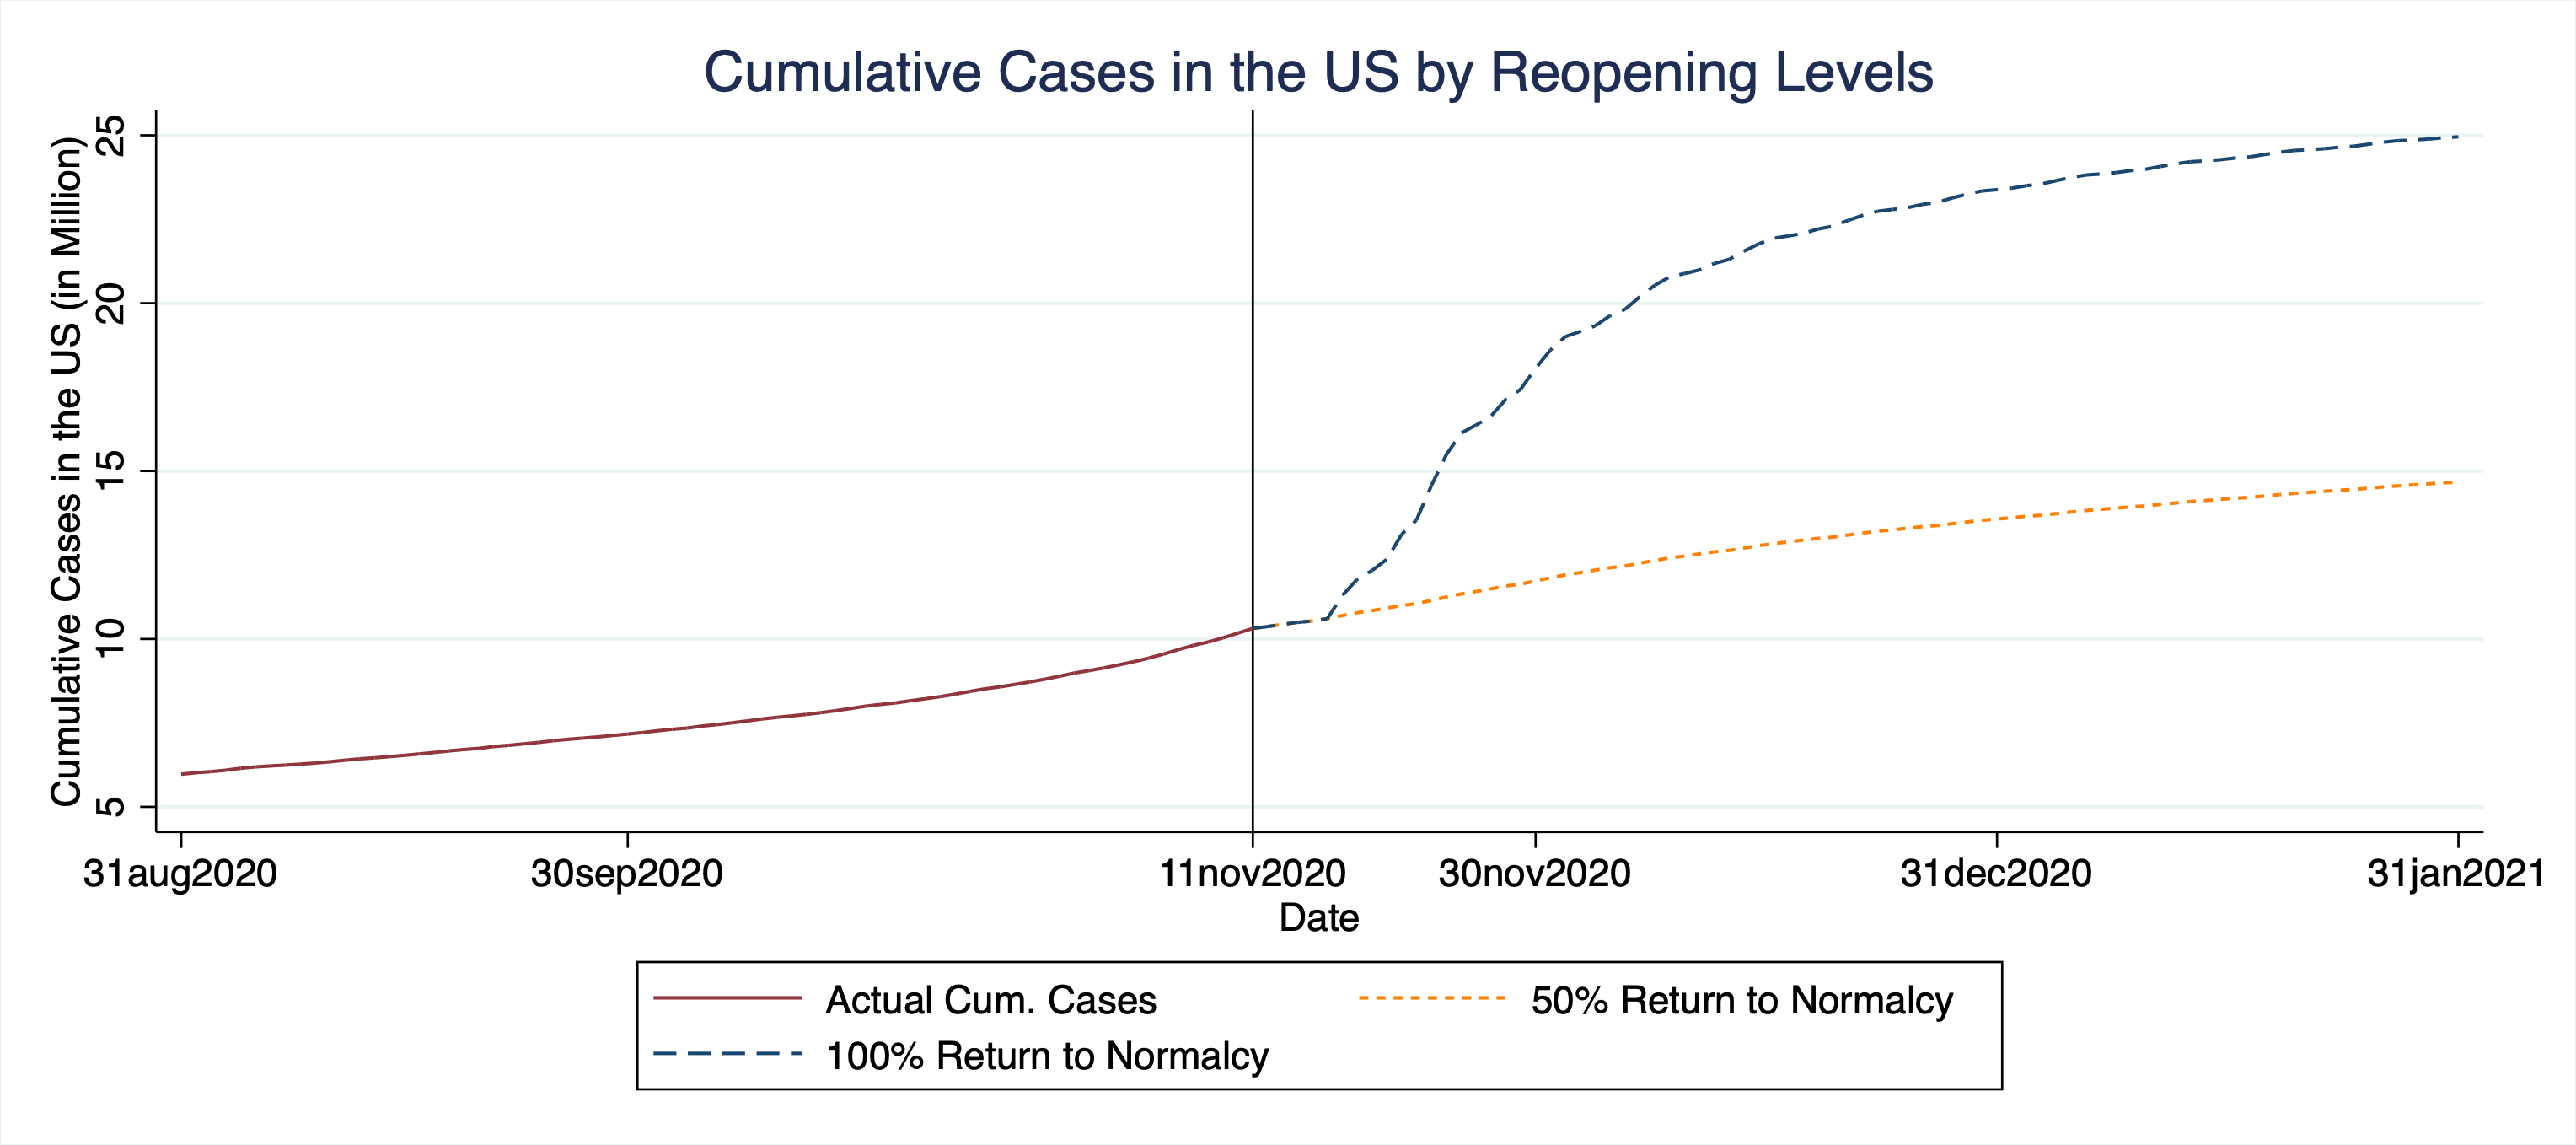 Cumulative Cases in the US by Reopening Levels
Cumulative Cases in the US (in Million)
25
20
15
10
5
31aug2020 30sep2020 11nov2020 30nov2020 31dec2020 31jan2021
Date
Actual Cum. Cases 50% Return to Normalcy
100% Return to Normalcy